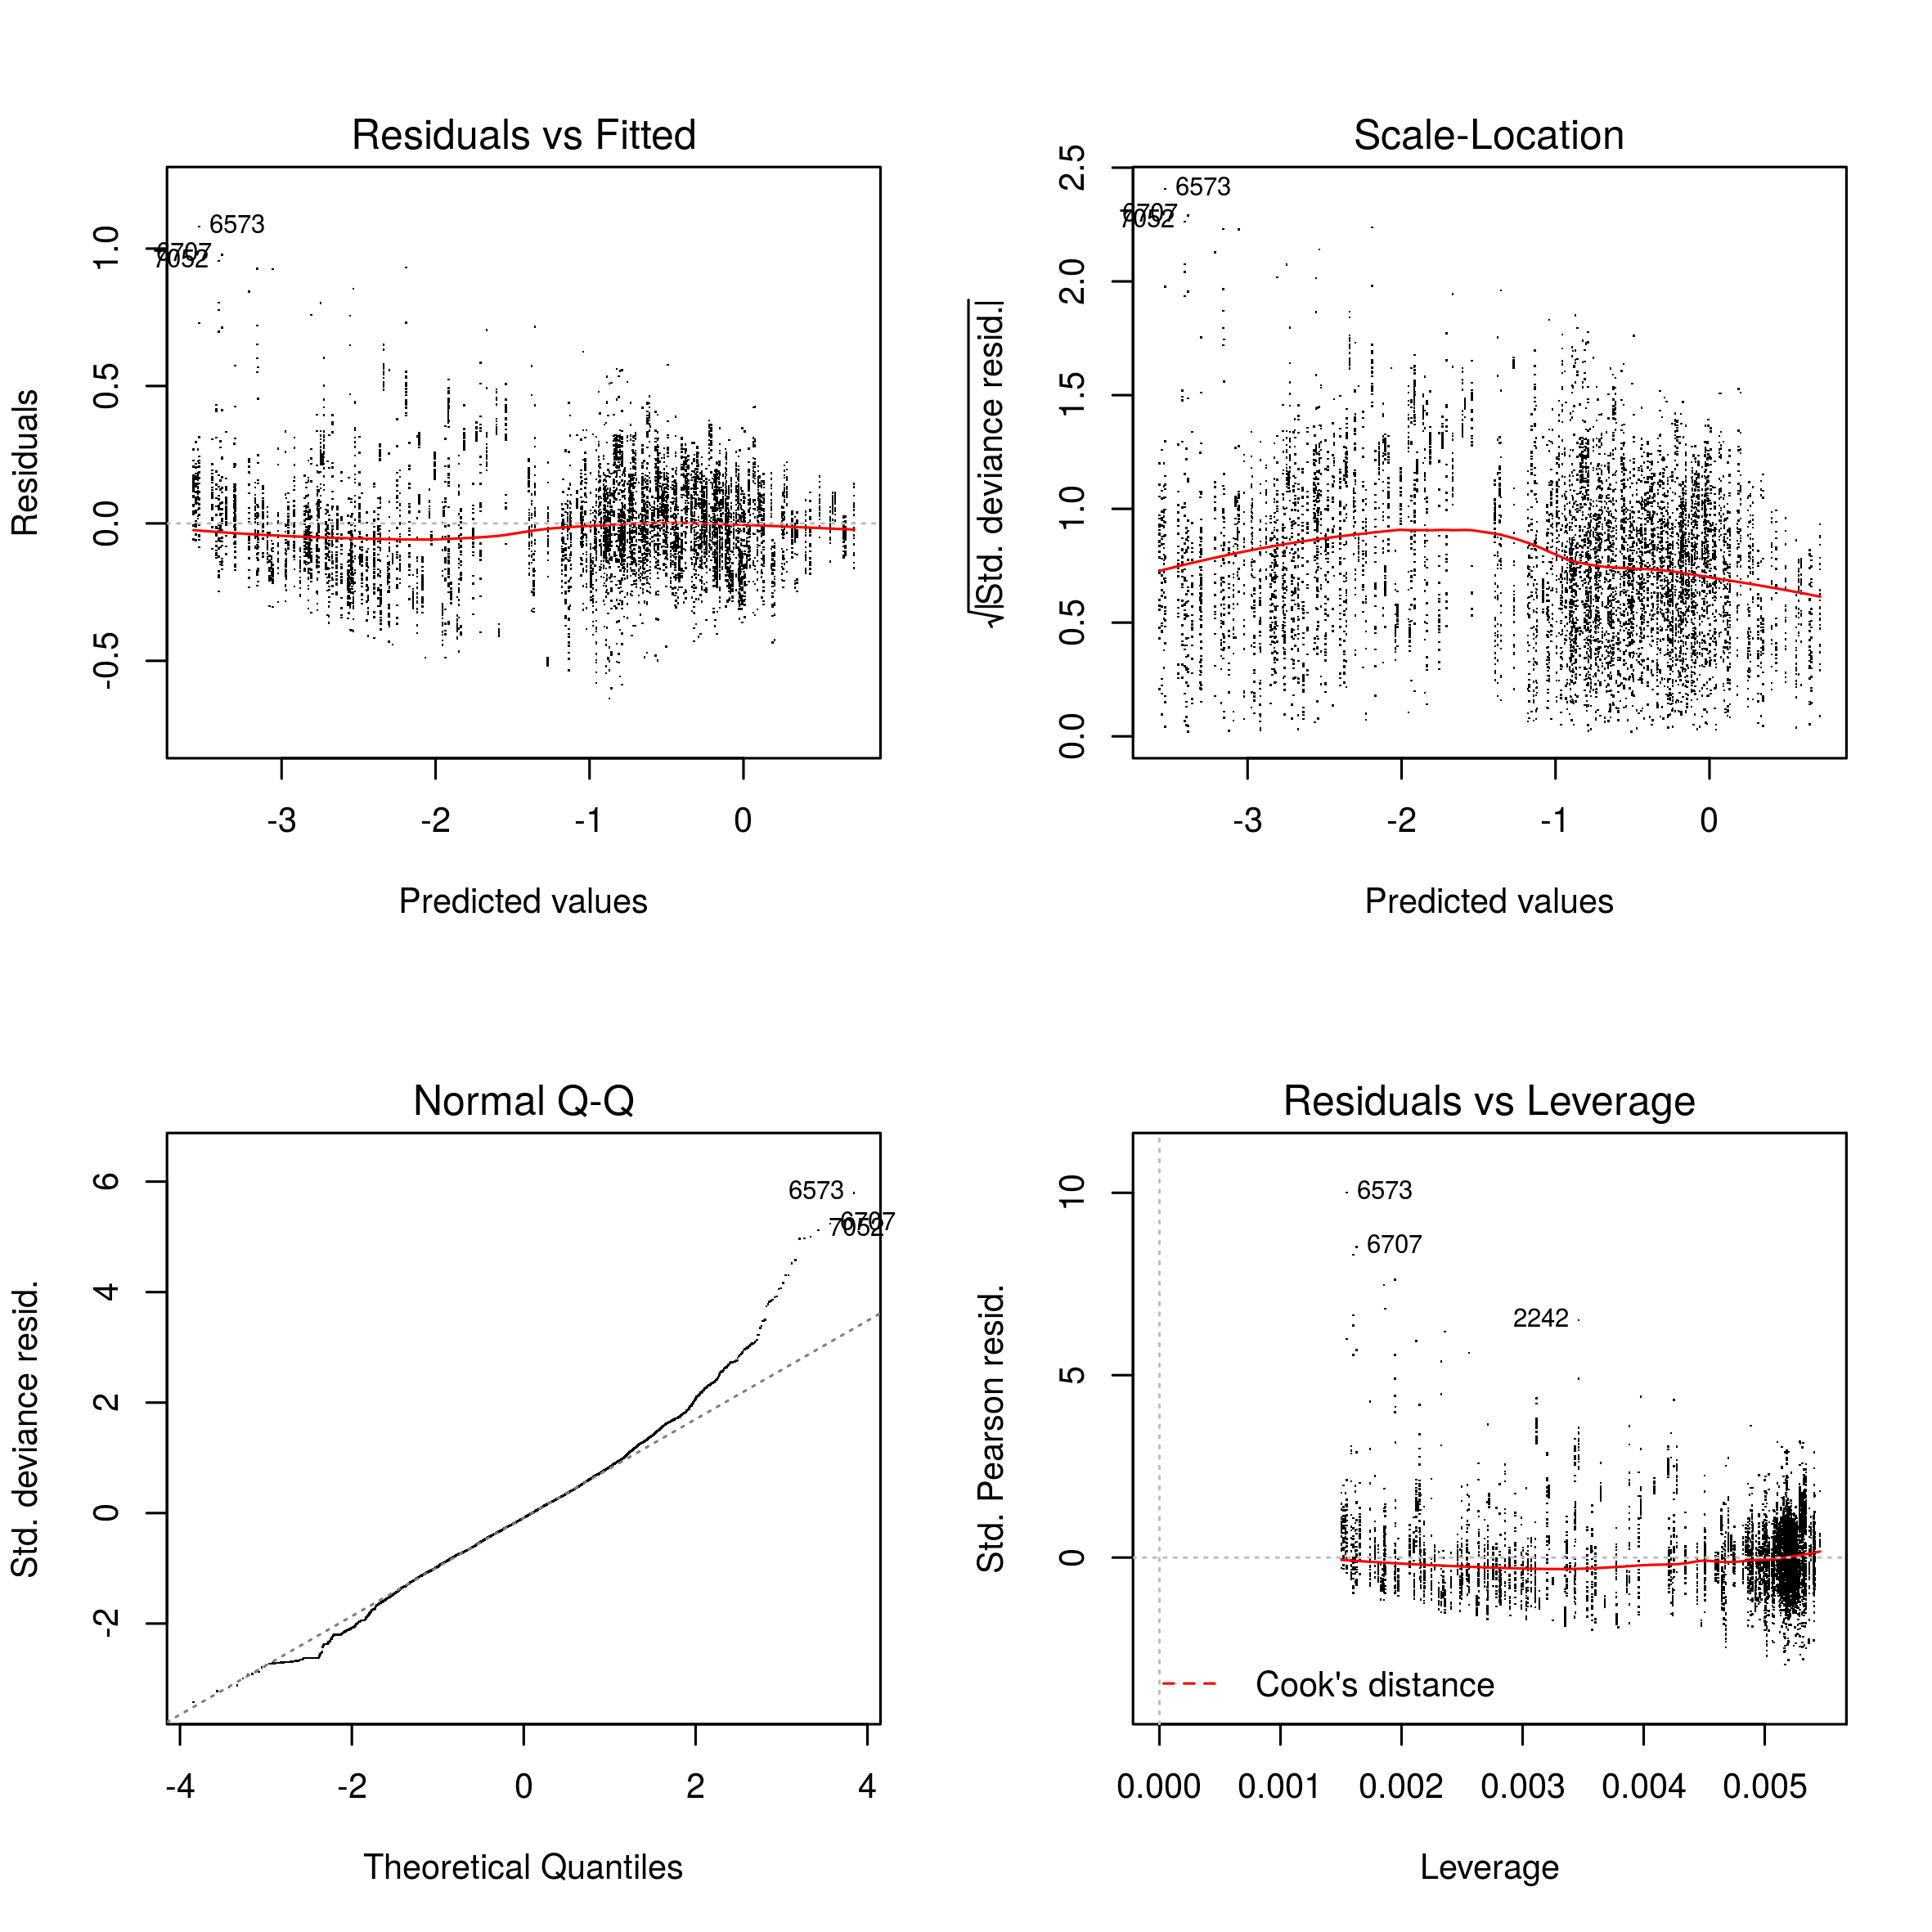 Residuals vs Fitted
Residuals
1.0
0.5
0.0
-0.5
6573
6707
7052
-3 -2 -1 0
Predicted values
Scale-Location
√|Std. deviance resid.|
2.5
2.0
1.5
1.0
0.5
0.0
6573
6707
7052
-3 -2 -1 0
Predicted values
Normal Q-Q
Std. deviance resid.
6
4
2
0
-2
6573
6707
7052
-4 -2 0 2 4
Theoretical Quantiles
Residuals vs Leverage
Std. Pearson resid.
10
5
0
6573
6707
2242
Cook's distance
0.000 0.001 0.002 0.003 0.004 0.005
Leverage